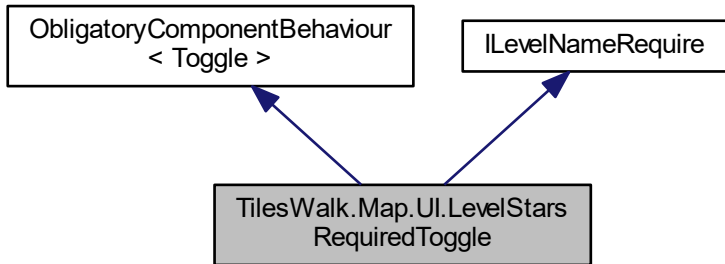 ObligatoryComponentBehaviour
< Toggle >
ILevelNameRequire
TilesWalk.Map.UI.LevelStars
RequiredToggle